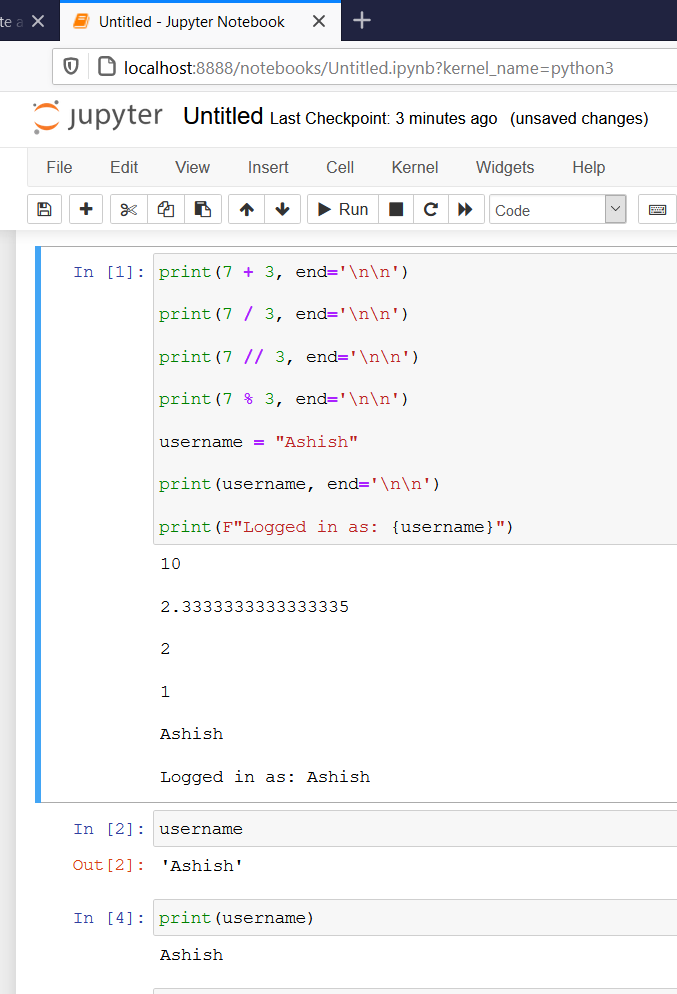 te a
Untitled - Jupyter Notebook
localhost:8888/notebooks/Untitled.ipynb?kernel_name=python3
jupyter Untitled Last Checkpoint: 3 minutes ago (unsaved changes)
File Edit View Insert Cell Kernel Widgets Help
Run Code
In [1]: print(7 + 3, end='\n\n')
print(7 / 3, end='\n\n')
print(7 // 3, end='\n\n')
print(7 % 3, end='\n\n')
username = "Ashish"
print(username, end='\n\n')
print(F"Logged in as: {username}")
10
2.3333333333333335
2
1
Ashish
Logged in as: Ashish
In [2]: username
Out[2]: 'Ashish'
In [4]: print(username)
Ashish